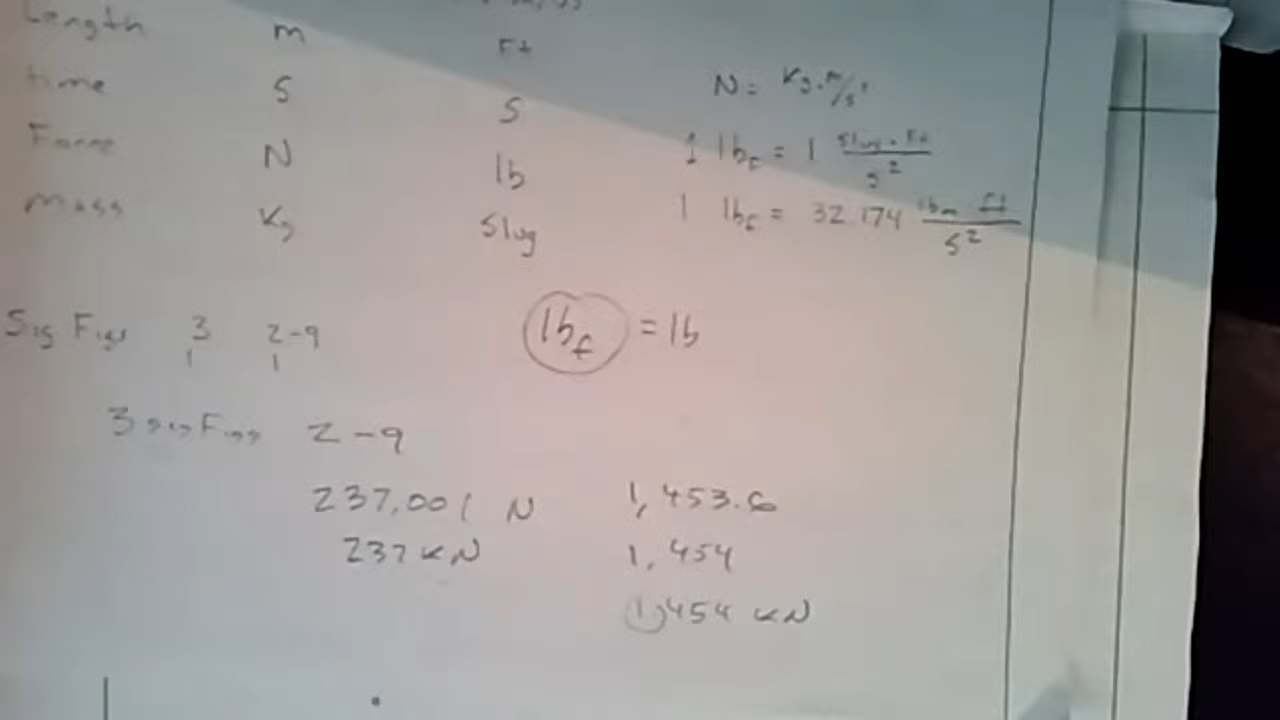 Length m Ft
time S S
Force N lb
mass Kg Slug
N = Kg·m/s²
1 lbf = 1 slug·Ft/s²
1 lbf = 32.174 lbm ft/s²
Sig Figs 3 2-9
1 1
lbf = lb
3 sig Figs 2-9
237,001 N 1,453.6
237 kN 1,454
1,454 kN